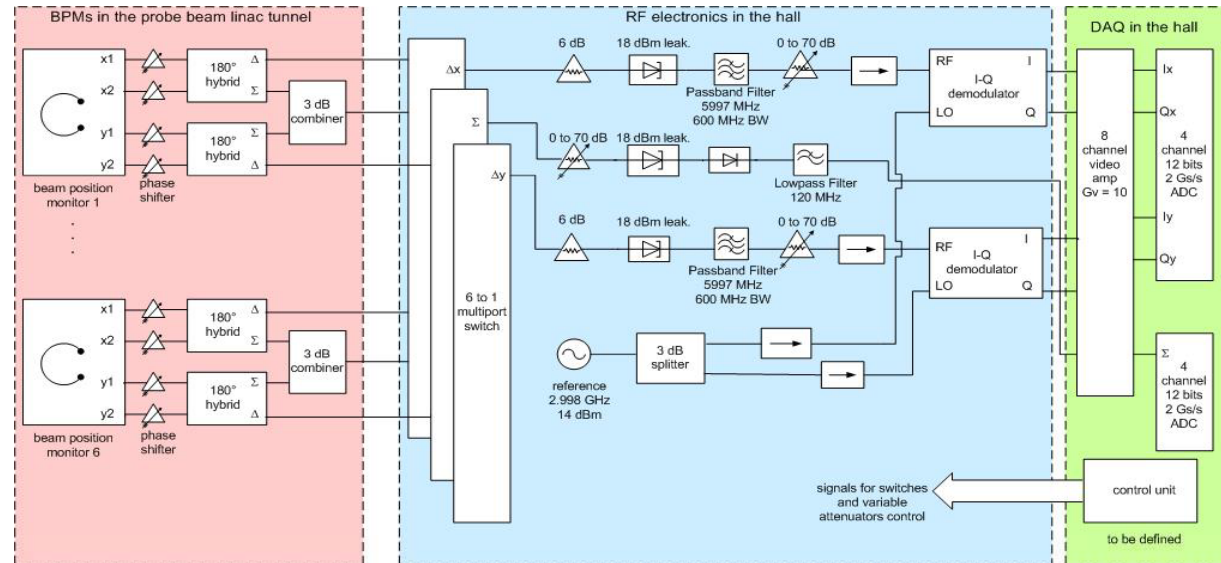 BPMs in the probe beam linac tunnel
x1
x2
y1
y2
beam position
monitor 1
phase
shifter
180°
hybrid
Δ
Σ
180°
hybrid
Σ
Δ
3 dB
combiner
.
.
.
x1
x2
y1
y2
beam position
monitor 6
phase
shifter
180°
hybrid
Δ
Σ
180°
hybrid
Σ
Δ
3 dB
combiner
RF electronics in the hall
Δx
Σ
Δy
6 to 1
multiport
switch
6 dB
18 dBm leak.
Passband Filter
5997 MHz
600 MHz BW
0 to 70 dB
RF
I
I-Q
demodulator
LO
Q
0 to 70 dB
18 dBm leak.
Lowpass Filter
120 MHz
6 dB
18 dBm leak.
Passband Filter
5997 MHz
600 MHz BW
0 to 70 dB
RF
I
I-Q
demodulator
LO
Q
reference
2.998 GHz
14 dBm
3 dB
splitter
signals for switches
and variable
attenuators control
DAQ in the hall
8
channel
video
amp
Gv = 10
Ix
Qx
4
channel
12 bits
2 Gs/s
ADC
Iy
Qy
Σ
4
channel
12 bits
2 Gs/s
ADC
control unit
to be defined